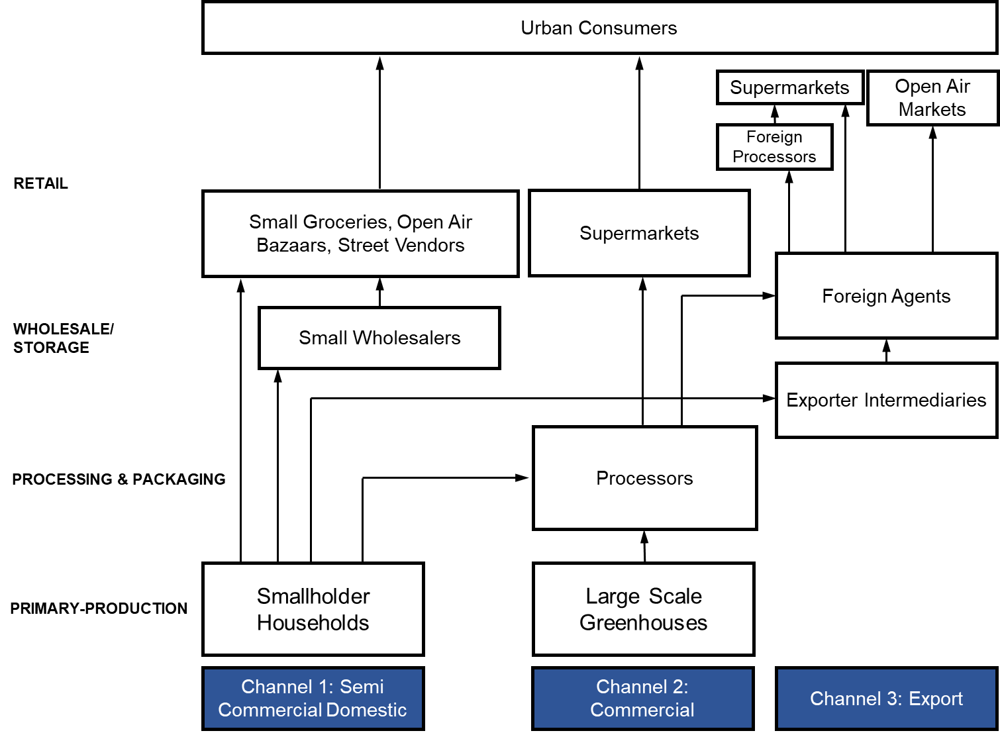 Urban Consumers
Supermarkets
Open Air
Markets
Foreign
Processors
RETAIL
Small Groceries, Open Air
Bazaars, Street Vendors
Supermarkets
Foreign Agents
WHOLESALE/
STORAGE
Small Wholesalers
Exporter Intermediaries
PROCESSING & PACKAGING
Processors
PRIMARY-PRODUCTION
Smallholder
Households
Large Scale
Greenhouses
Channel 1: Semi
Commercial Domestic
Channel 2:
Commercial
Channel 3: Export